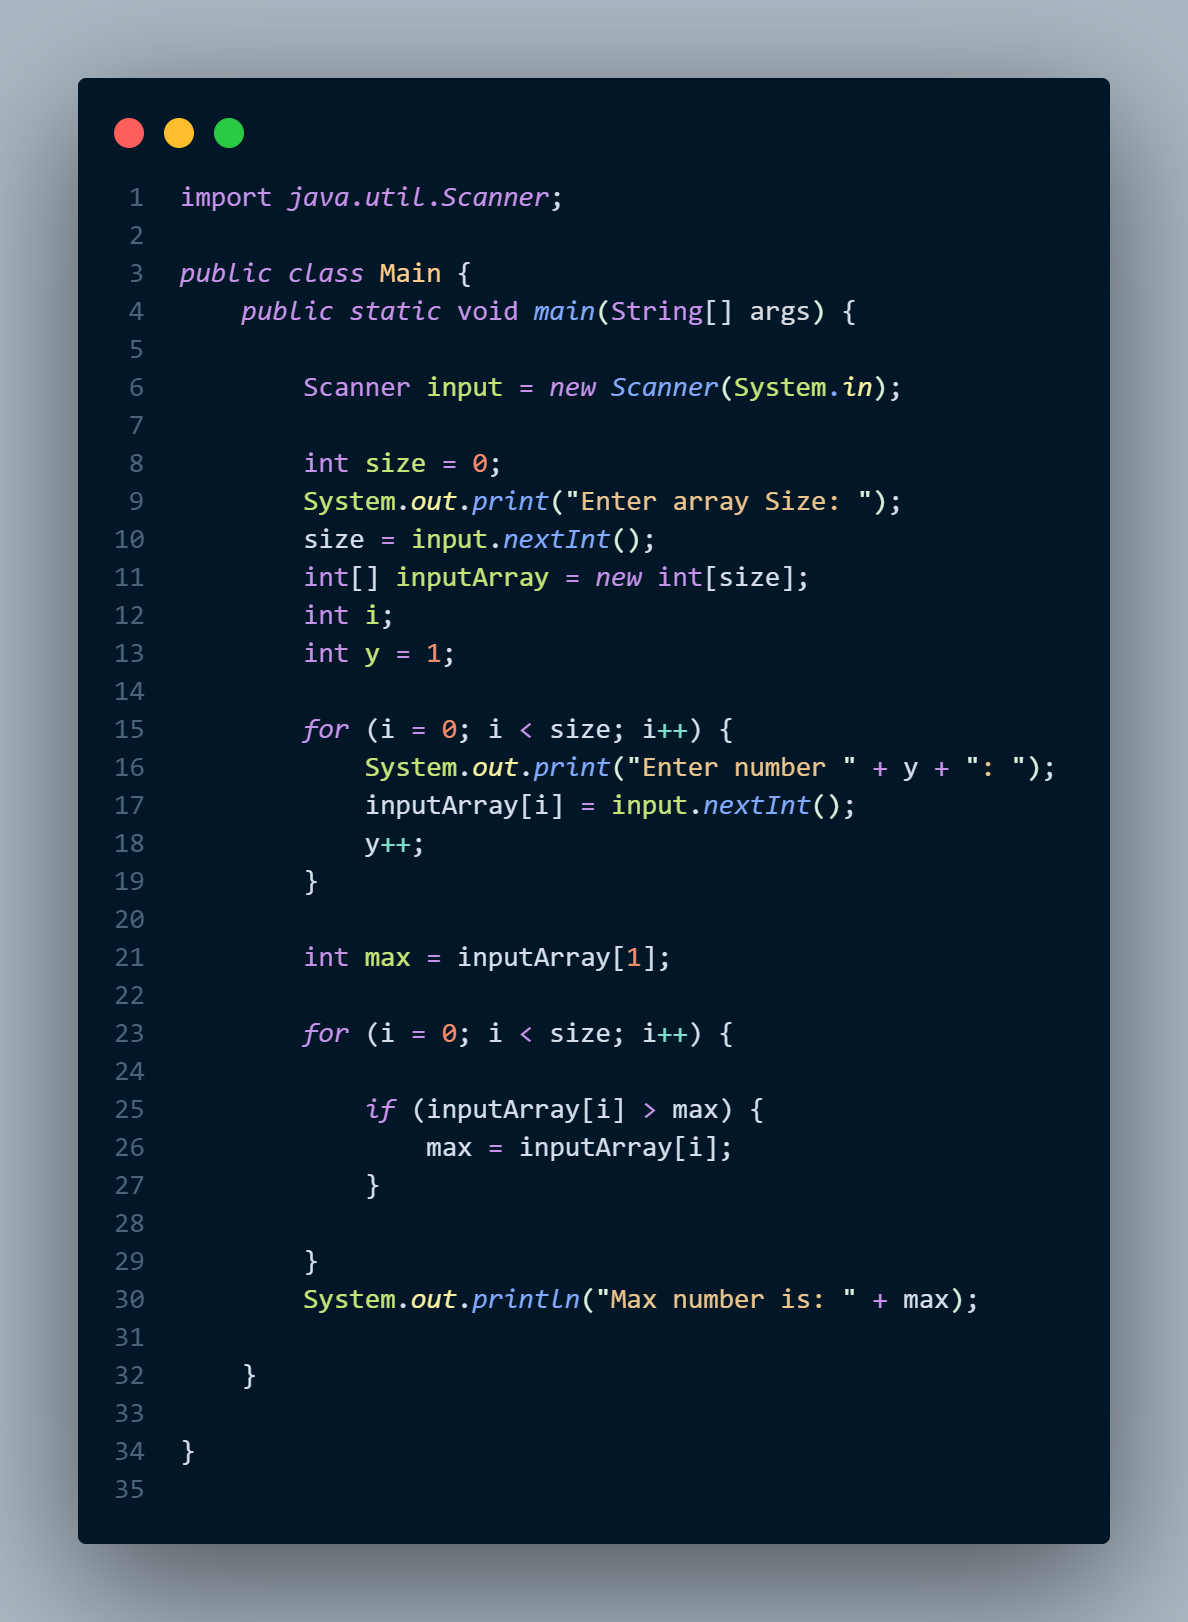 1 import java.util.Scanner;
2
3 public class Main {
4     public static void main(String[] args) {
5
6         Scanner input = new Scanner(System.in);
7
8         int size = 0;
9         System.out.print("Enter array Size: ");
10         size = input.nextInt();
11         int[] inputArray = new int[size];
12         int i;
13         int y = 1;
14
15         for (i = 0; i < size; i++) {
16             System.out.print("Enter number " + y + ": ");
17             inputArray[i] = input.nextInt();
18             y++;
19         }
20
21         int max = inputArray[1];
22
23         for (i = 0; i < size; i++) {
24
25             if (inputArray[i] > max) {
26                 max = inputArray[i];
27             }
28
29         }
30         System.out.println("Max number is: " + max);
31
32     }
33
34 }
35